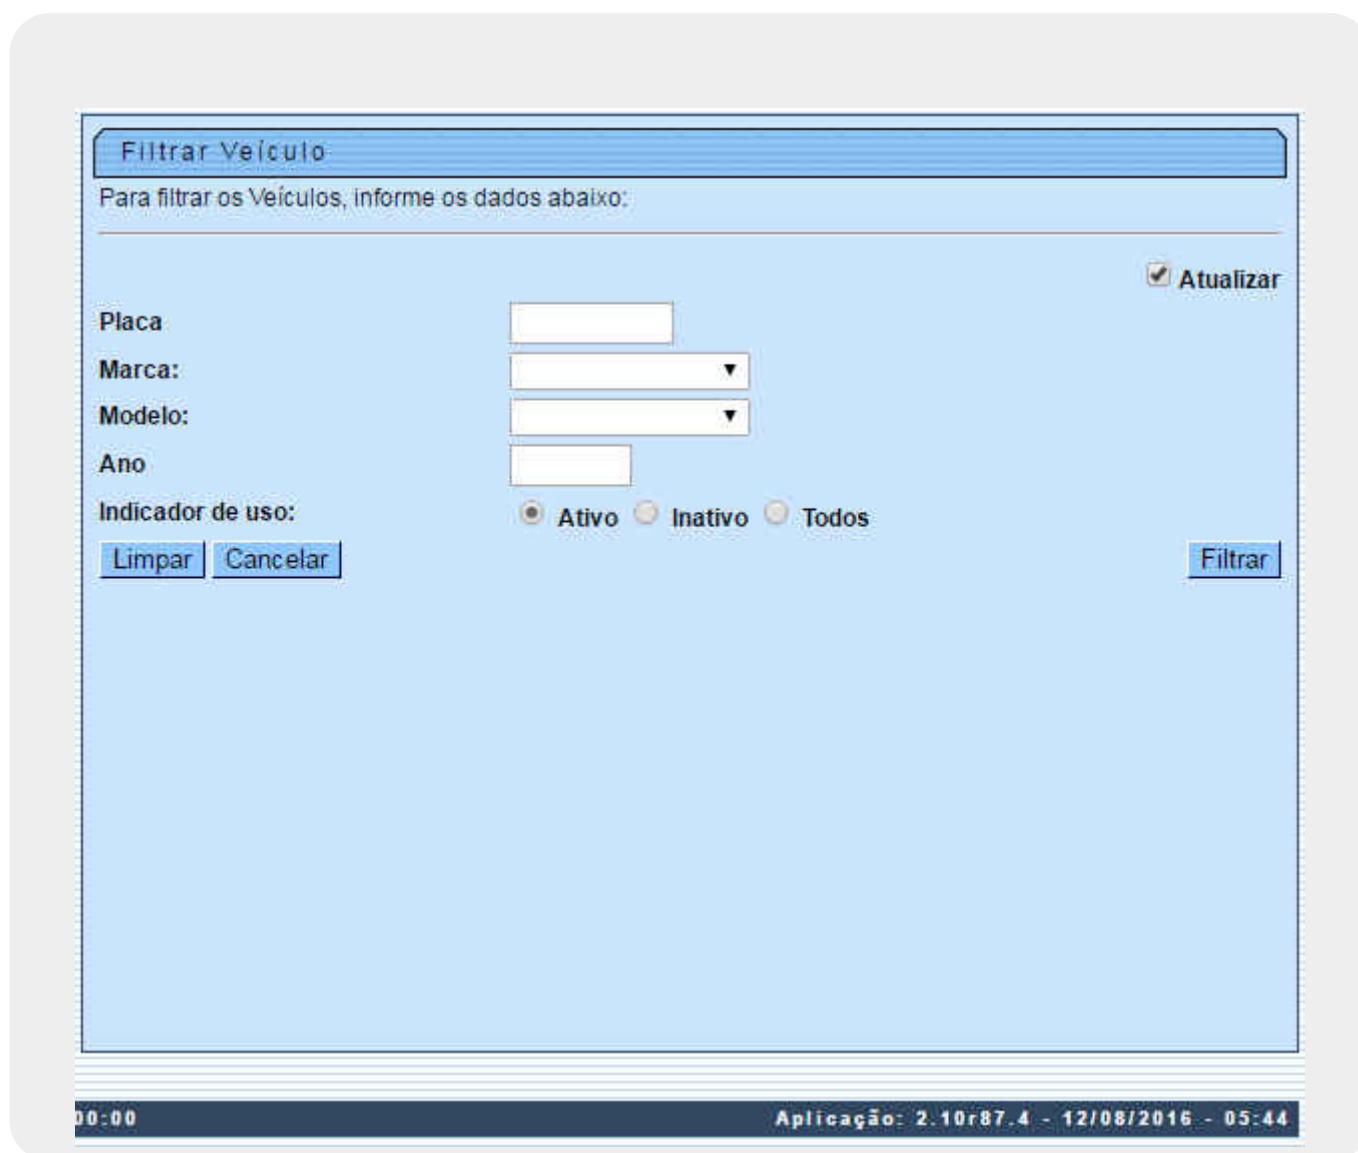 Filtrar Veículo
Para filtrar os Veículos, informe os dados abaixo:
Atualizar
Placa
Marca:
Modelo:
Ano
Indicador de uso: Ativo Inativo Todos
Limpar Cancelar Filtrar
00:00 Aplicação: 2.10r87.4 - 12/08/2016 - 05:44